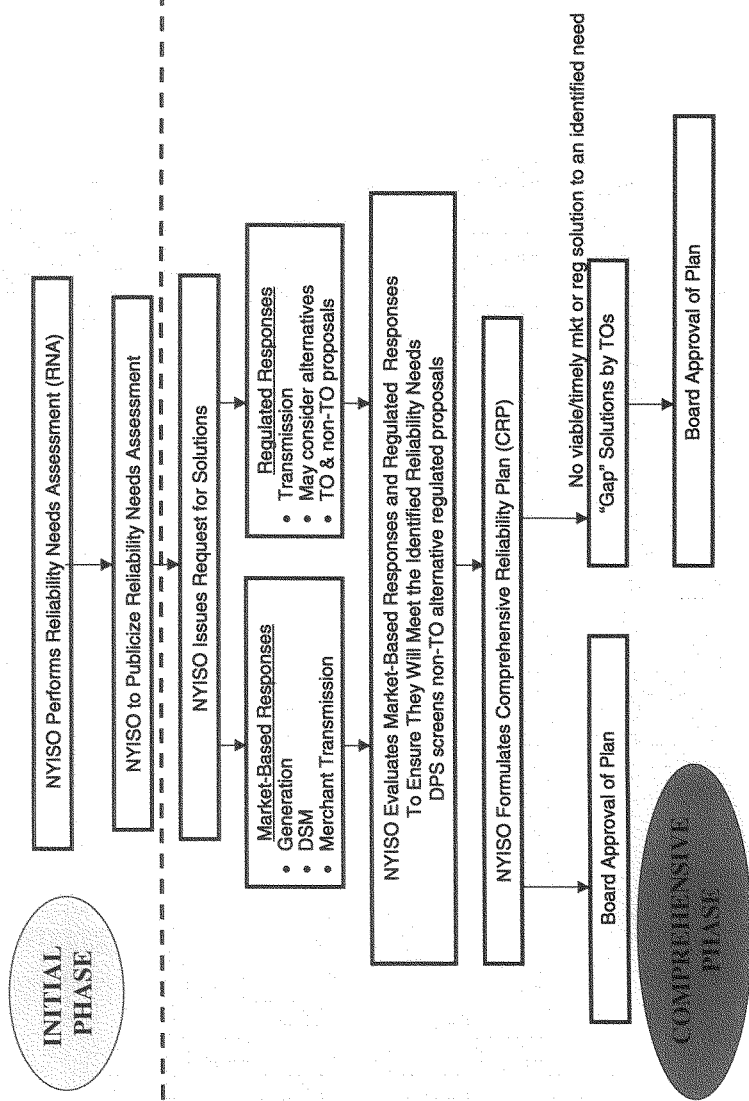 INITIAL
PHASE
NYISO Performs Reliability Needs Assessment (RNA)
NYISO to Publicize Reliability Needs Assessment
NYISO Issues Request for Solutions
Market-Based Responses
• Generation
• DSM
• Merchant Transmission
Regulated Responses
• Transmission
• May consider alternatives
• TO & non-TO proposals
NYISO Evaluates Market-Based Responses and Regulated Responses
To Ensure They Will Meet the Identified Reliability Needs
DPS screens non-TO alternative regulated proposals
NYISO Formulates Comprehensive Reliability Plan (CRP)
No viable/timely mkt or reg solution to an identified need
"Gap" Solutions by TOs
Board Approval of Plan
Board Approval of Plan
COMPREHENSIVE
PHASE